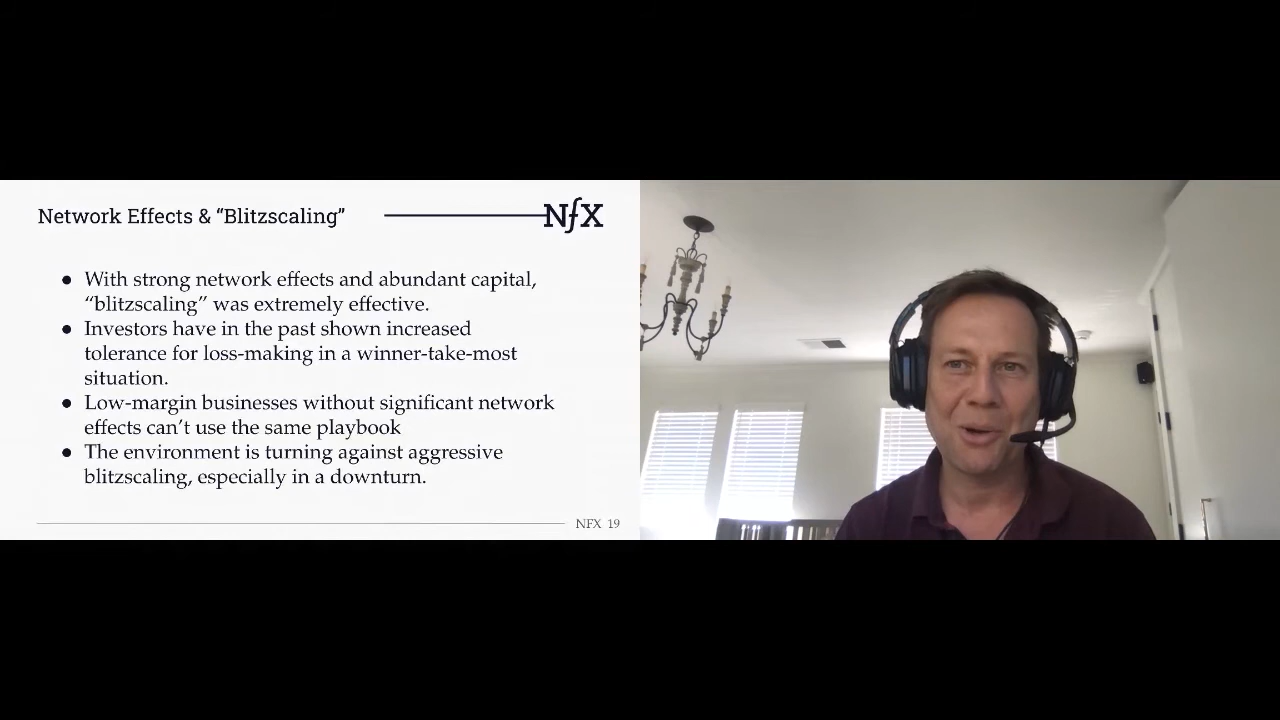 Network Effects & “Blitzscaling”
NfX
● With strong network effects and abundant capital,
“blitzscaling” was extremely effective.
● Investors have in the past shown increased
tolerance for loss-making in a winner-take-most
situation.
● Low-margin businesses without significant network
effects can’t use the same playbook
● The environment is turning against aggressive
blitzscaling, especially in a downturn.
NFX 19